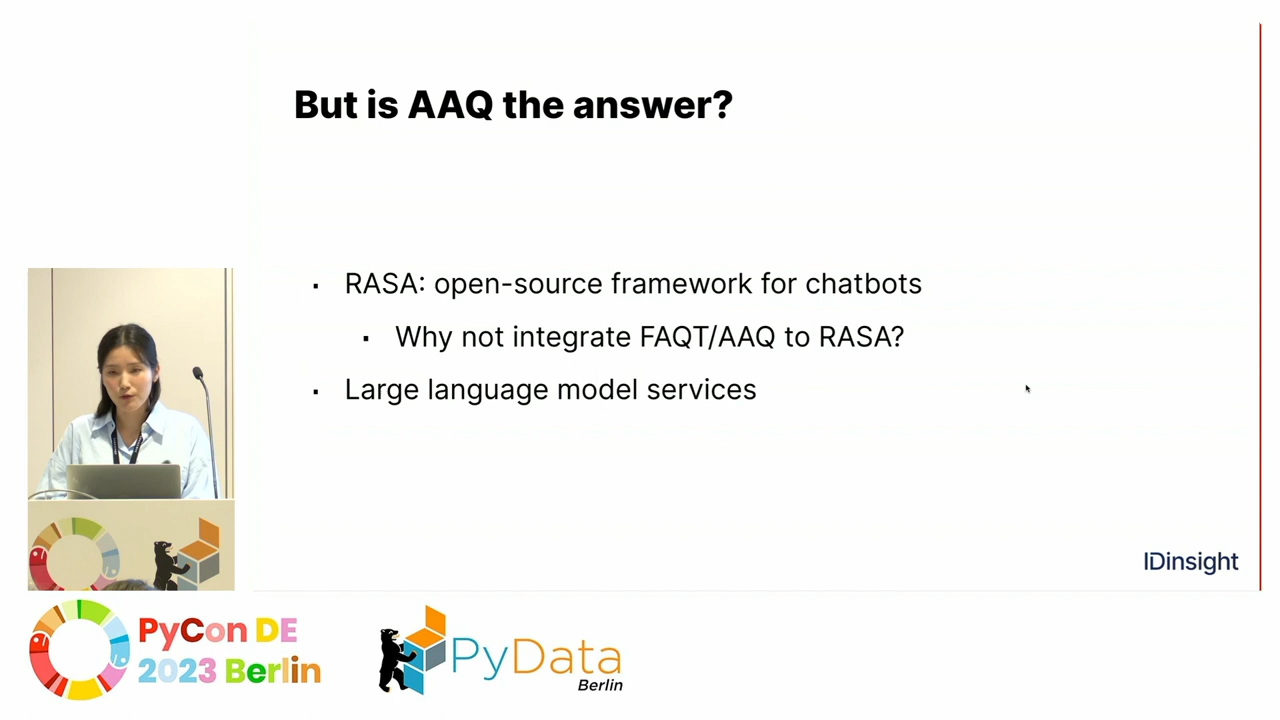 But is AAQ the answer?
▪ RASA: open-source framework for chatbots
▪ Why not integrate FAQT/AAQ to RASA?
▪ Large language model services
IDinsight
PyCon DE
2023 Berlin
PyData
Berlin